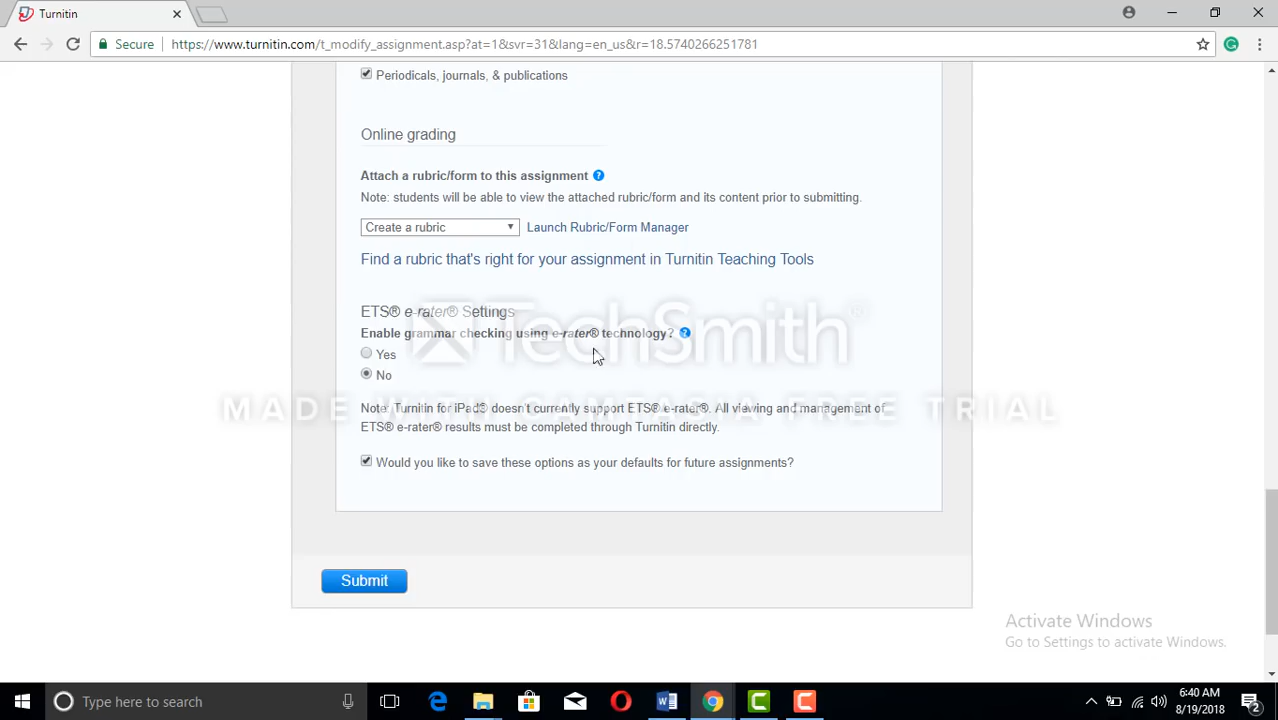 Turnitin
Secure https://www.turnitin.com/t_modify_assignment.asp?at=1&svr=31&lang=en_us&r=18.5740266251781
Periodicals, journals, & publications
Online grading
Attach a rubric/form to this assignment ?
Note: students will be able to view the attached rubric/form and its content prior to submitting.
Create a rubric Launch Rubric/Form Manager
Find a rubric that's right for your assignment in Turnitin Teaching Tools
ETS® e-rater® Settings
TechSmith®
Enable grammar checking using e-rater® technology? ?
Yes
No
MADE WITH CAMTASIA FREE TRIAL
Note: Turnitin for iPad® doesn't currently support ETS® e-rater®. All viewing and management of
ETS® e-rater® results must be completed through Turnitin directly.
Would you like to save these options as your defaults for future assignments?
Submit
Activate Windows
Go to Settings to activate Windows.
Type here to search
6:40 AM
8/19/2018
2